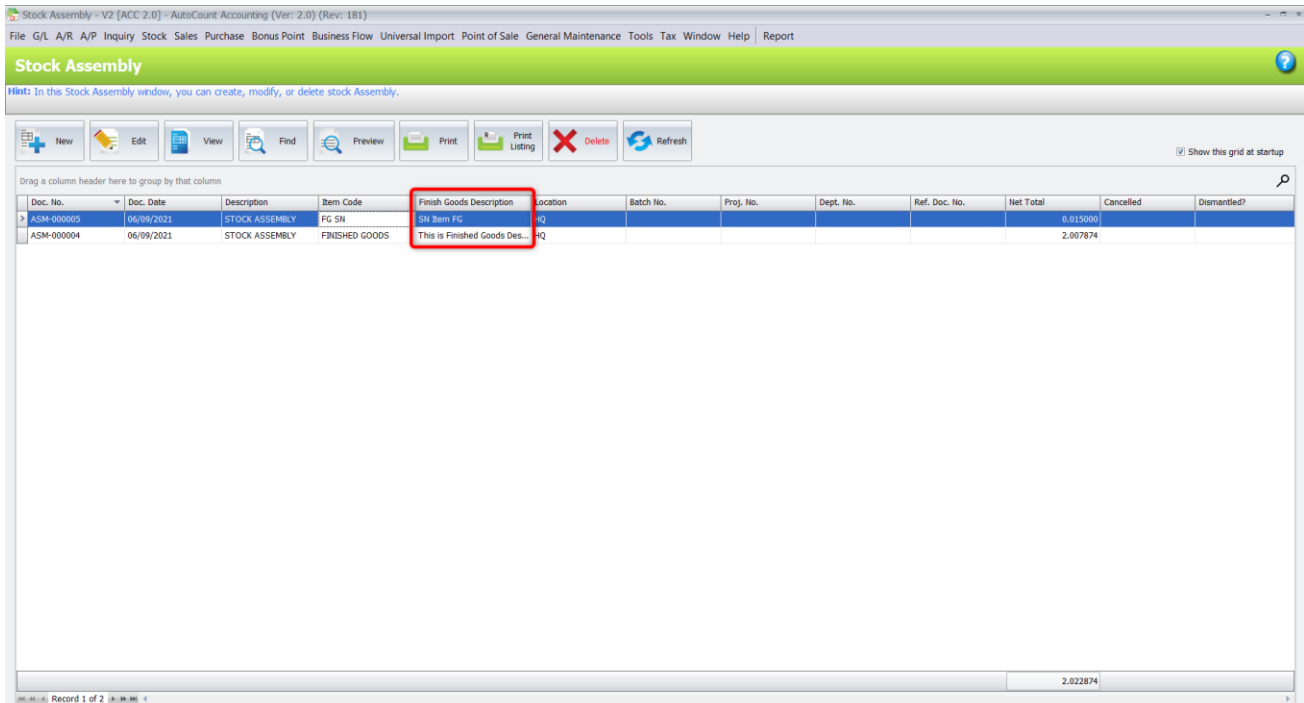 Stock Assembly - V2 [ACC 2.0] - AutoCount Accounting (Ver: 2.0) (Rev: 181)
File G/L A/R A/P Inquiry Stock Sales Purchase Bonus Point Business Flow Universal Import Point of Sale General Maintenance Tools Tax Window Help Report
Stock Assembly
Hint: In this Stock Assembly window, you can create, modify, or delete stock Assembly.
New Edit View Find Preview Print Print Listing Delete Refresh
Show this grid at startup
Drag a column header here to group by that column
Doc. No. Doc. Date Description Item Code Finish Goods Description Location Batch No. Proj. No. Dept. No. Ref. Doc. No. Net Total Cancelled Dismantled?
ASM-000005 06/09/2021 STOCK ASSEMBLY FG SN SN Item FG HQ 0.015000
ASM-000004 06/09/2021 STOCK ASSEMBLY FINISHED GOODS This is Finished Goods Des... HQ 2.007874
2.022874
Record 1 of 2